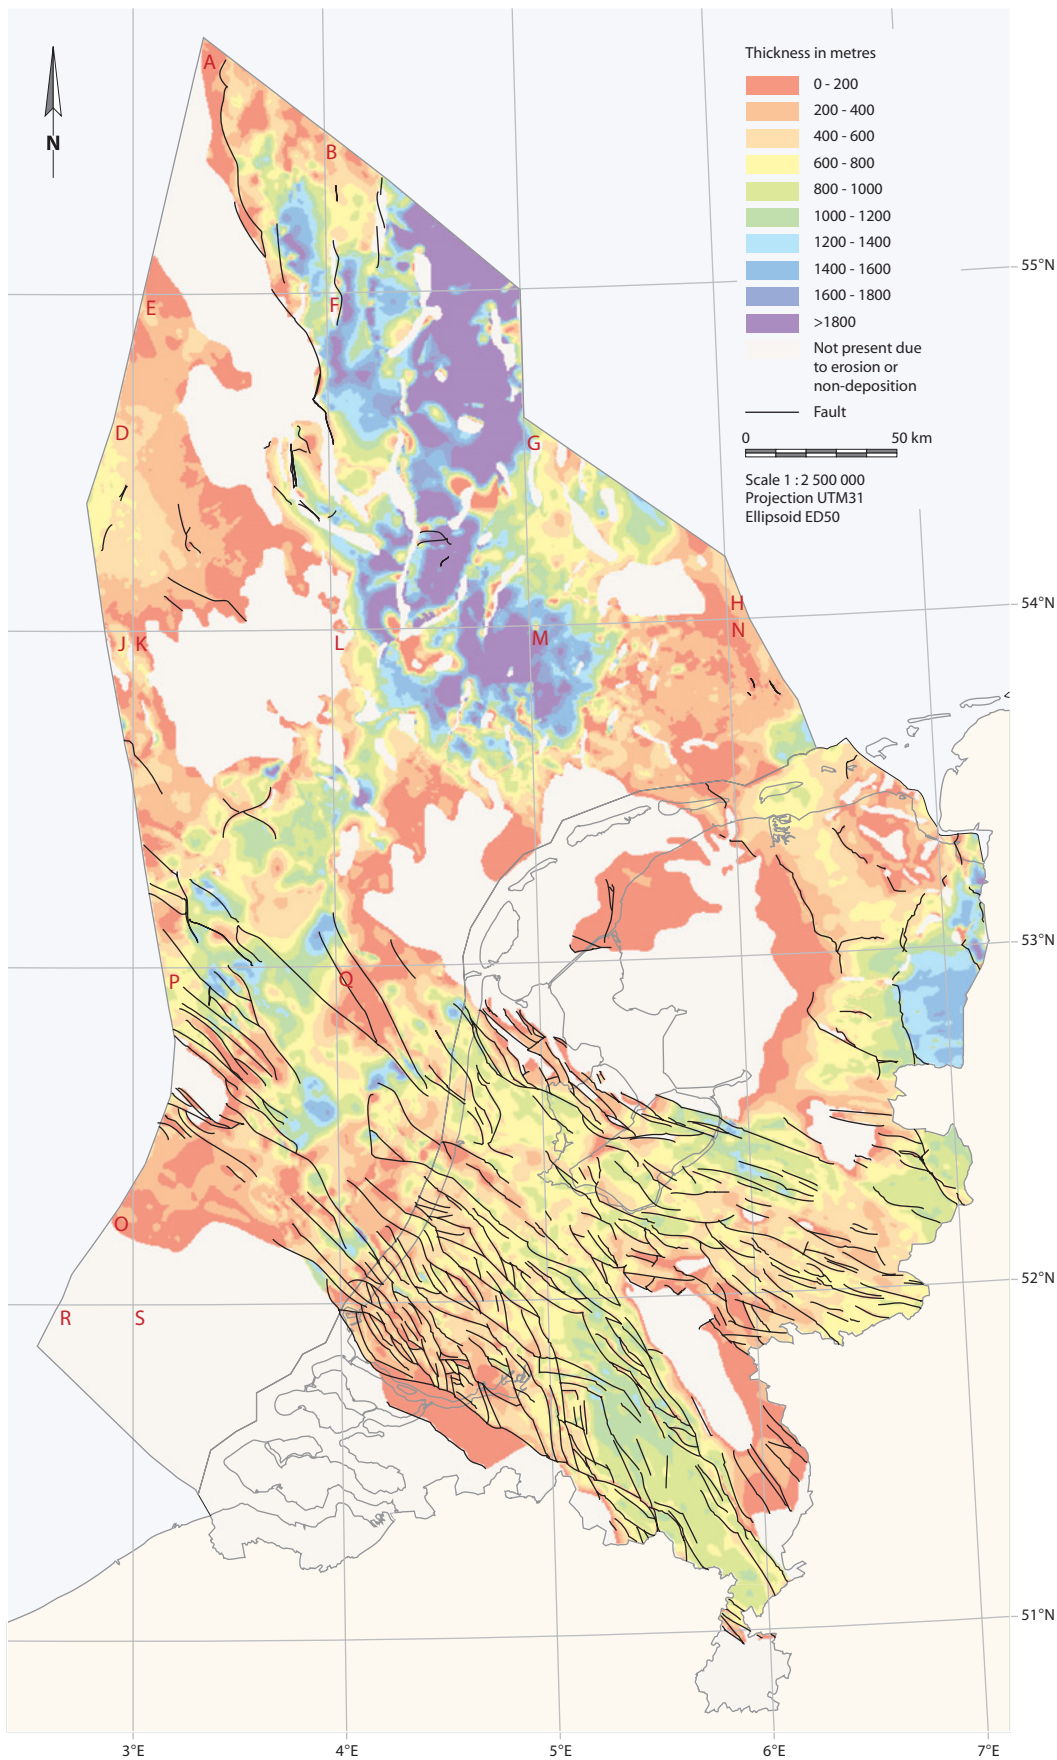 Thickness in metres
0 - 200
200 - 400
400 - 600
600 - 800
800 - 1000
1000 - 1200
1200 - 1400
1400 - 1600
1600 - 1800
>1800
Not present due
to erosion or
non-deposition
Fault
0 50 km
Scale 1 : 2 500 000
Projection UTM31
Ellipsoid ED50
N
A
B
E
F
D
G
H
J K L M N
P Q
O
R S
55°N
54°N
53°N
52°N
51°N
3°E 4°E 5°E 6°E 7°E